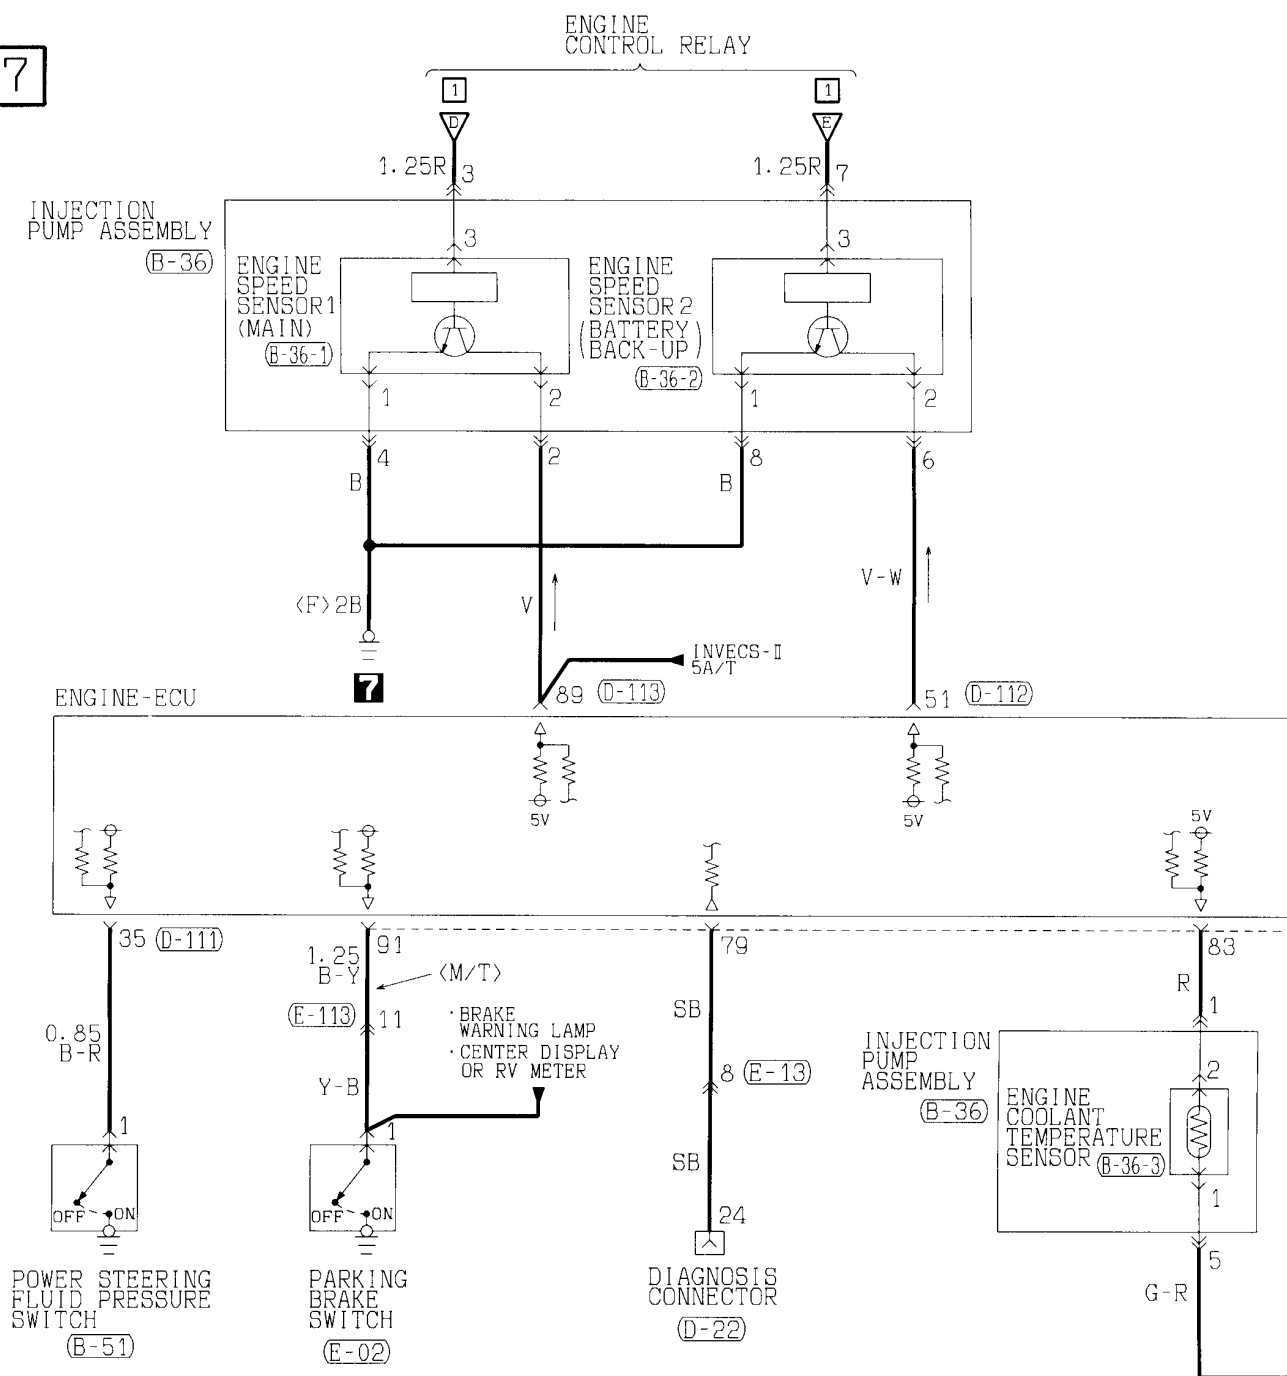 ENGINE
CONTROL RELAY
7
1
1
D
E
1.25R
3
1.25R
7
INJECTION
PUMP ASSEMBLY
B-36
3
3
ENGINE
SPEED
SENSOR1
(MAIN)
B-36-1
ENGINE
SPEED
SENSOR2
(BATTERY
BACK-UP)
B-36-2
1
2
1
2
4
2
8
6
B
B
V-W
<F>2B
V
INVECS-II
5A/T
7
ENGINE-ECU
89
D-113
51
D-112
5V
5V
5V
35
D-111
91
79
83
1.25
B-Y
<M/T>
R
1
E-113
11
·BRAKE
WARNING LAMP
·CENTER DISPLAY
OR RV METER
SB
0.85
B-R
INJECTION
PUMP
ASSEMBLY
B-36
8
E-13
2
Y-B
ENGINE
COOLANT
TEMPERATURE
SENSOR
B-36-3
1
1
SB
1
OFF
ON
OFF
ON
24
5
POWER STEERING
FLUID PRESSURE
SWITCH
B-51
PARKING
BRAKE
SWITCH
E-02
DIAGNOSIS
CONNECTOR
D-22
G-R